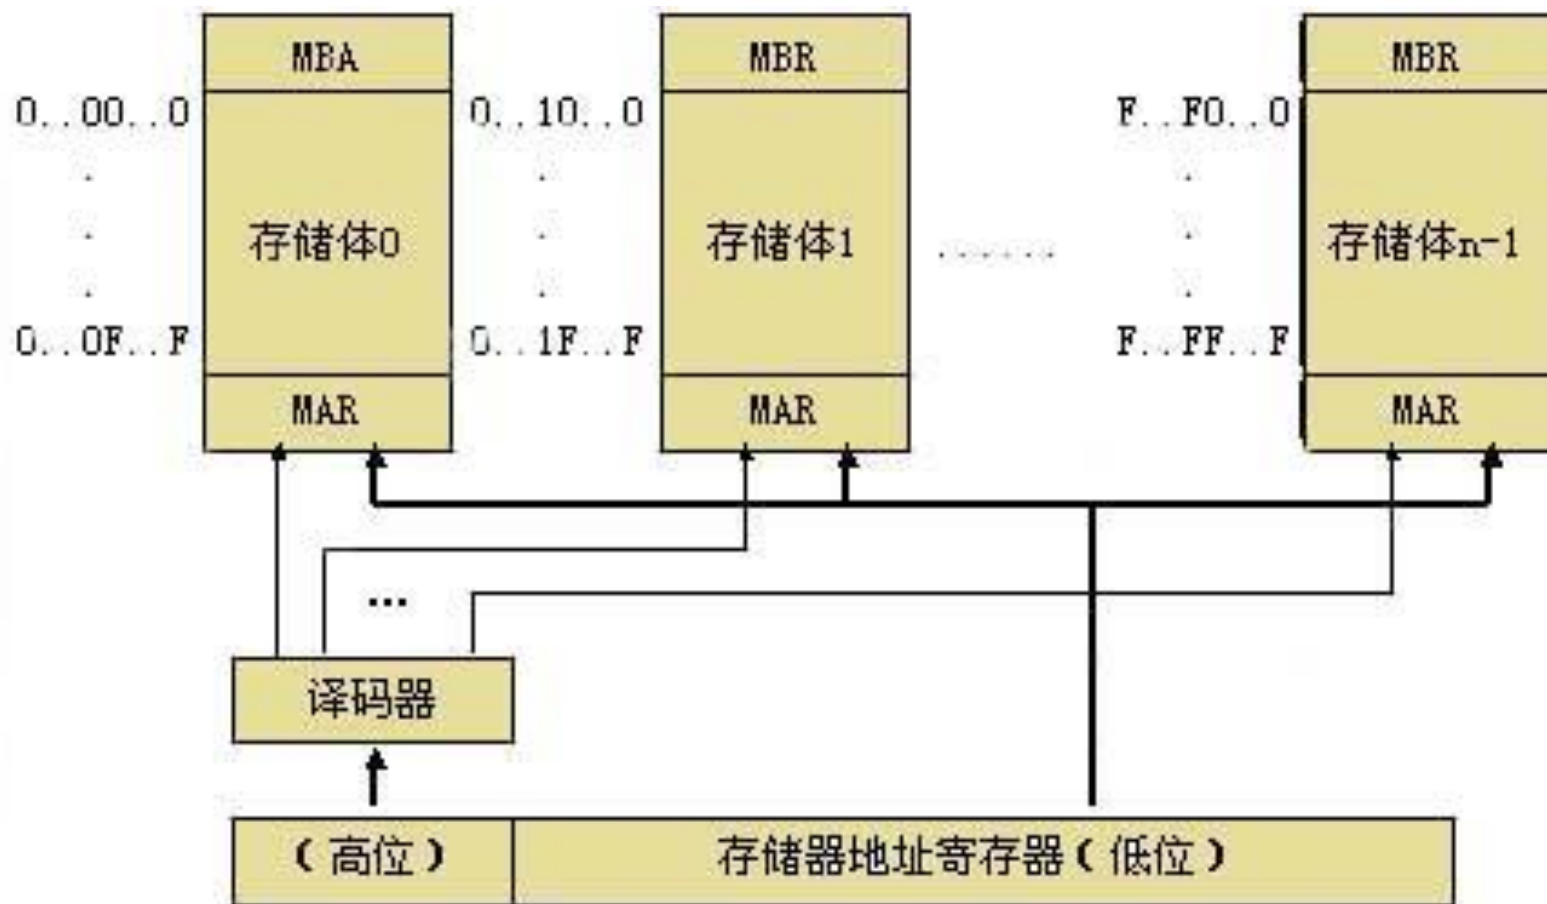 MBA
MBR
MBR
0..00..0
0..10..0
F..F0..0
存储体0
存储体1
......
存储体n-1
0..0F..F
0..1F..F
F..FF..F
MAR
MAR
MAR
...
译码器
（高位）
存储器地址寄存器（低位）